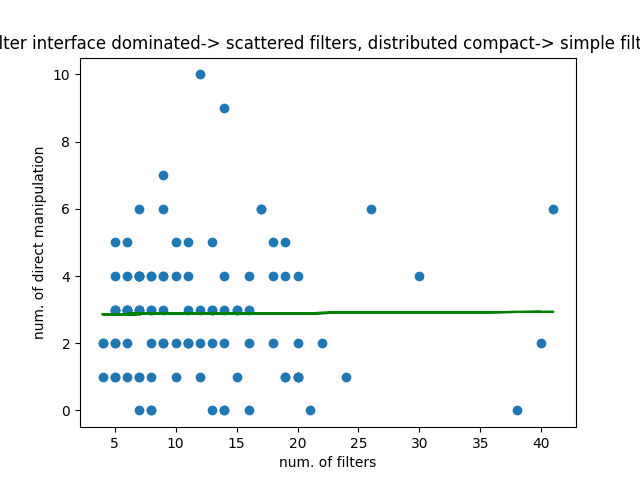 lter interface dominated-> scattered filters, distributed compact-> simple filt
10
8
6
4
2
0
num. of direct manipulation
5 10 15 20 25 30 35 40
num. of filters